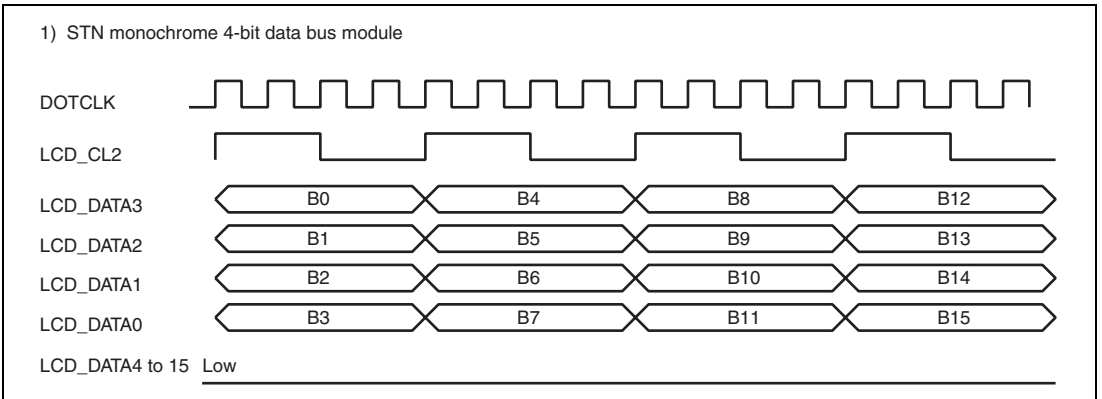 1) STN monochrome 4-bit data bus module
DOTCLK
LCD_CL2
LCD_DATA3 B0 B4 B8 B12
LCD_DATA2 B1 B5 B9 B13
LCD_DATA1 B2 B6 B10 B14
LCD_DATA0 B3 B7 B11 B15
LCD_DATA4 to 15 Low